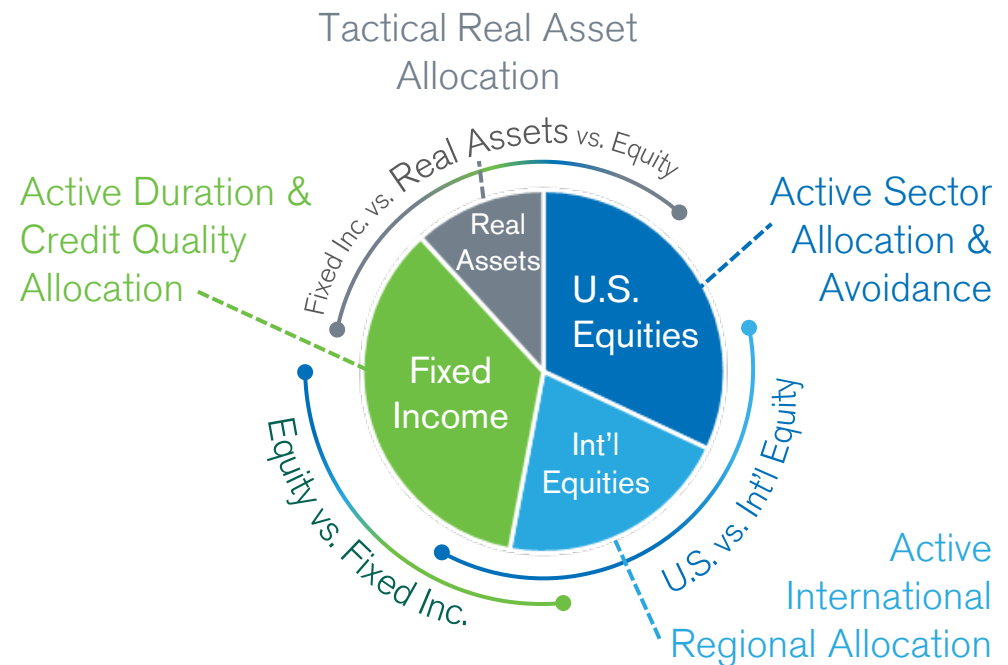 Tactical Real Asset
Allocation
Fixed Inc. vs. Real Assets vs. Equity
Active Duration &
Credit Quality
Allocation
Active Sector
Allocation &
Avoidance
Real
Assets
U.S.
Equities
Fixed
Income
Int'l
Equities
Equity vs. Fixed Inc.
U.S. vs. Int'l Equity
Active
International
Regional Allocation